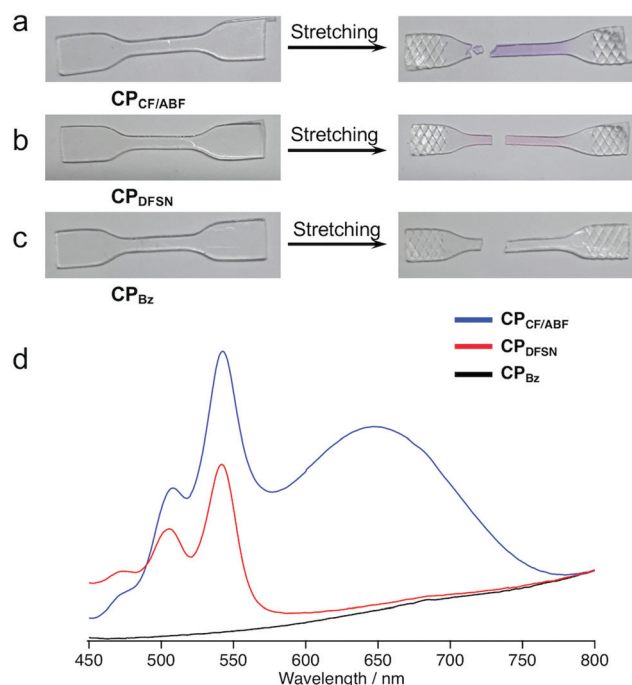 a
Stretching
CP_CF/ABF
b
Stretching
CP_DFSN
c
Stretching
CP_Bz
CP_CF/ABF
CP_DFSN
CP_Bz
d
450 500 550 600 650 700 750 800
Wavelength / nm